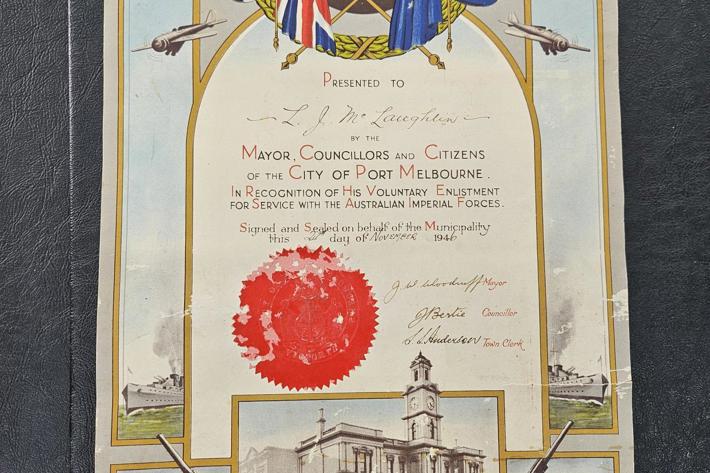 PRESENTED TO
L. J. McLaughlin
BY THE
MAYOR, COUNCILLORS AND CITIZENS
OF THE CITY OF PORT MELBOURNE.
IN RECOGNITION OF HIS VOLUNTARY ENLISTMENT
FOR SERVICE WITH THE AUSTRALIAN IMPERIAL FORCES.
Signed and Sealed on behalf of the Municipality
this day of November 1946
J. W. Woodruff Mayor
J Bertie Councillor
S. S. Anderson Town Clerk